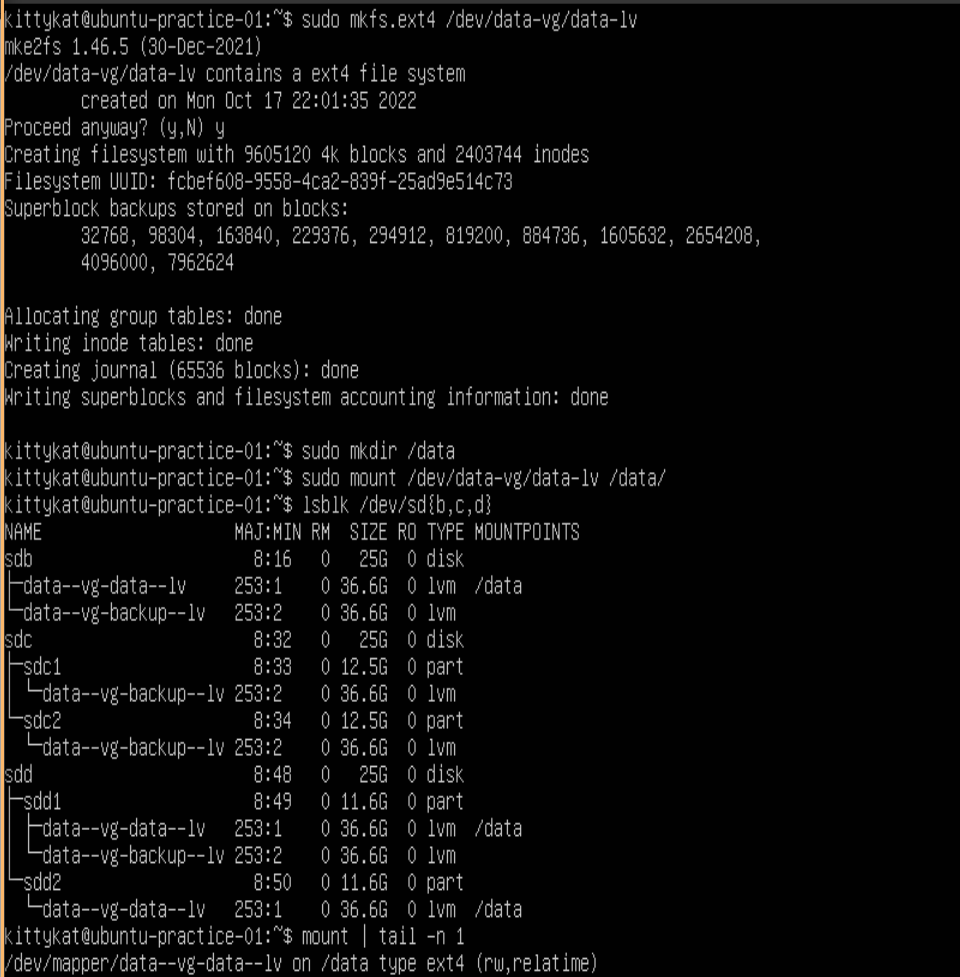 kittykat@ubuntu-practice-01:~$ sudo mkfs.ext4 /dev/data-vg/data-lv
mke2fs 1.46.5 (30-Dec-2021)
/dev/data-vg/data-lv contains a ext4 file system
        created on Mon Oct 17 22:01:35 2022
Proceed anyway? (y,N) y
Creating filesystem with 9605120 4k blocks and 2403744 inodes
Filesystem UUID: fcbef608-9558-4ca2-839f-25ad9e514c73
Superblock backups stored on blocks:
        32768, 98304, 163840, 229376, 294912, 819200, 884736, 1605632, 2654208,
        4096000, 7962624

Allocating group tables: done
Writing inode tables: done
Creating journal (65536 blocks): done
Writing superblocks and filesystem accounting information: done

kittykat@ubuntu-practice-01:~$ sudo mkdir /data
kittykat@ubuntu-practice-01:~$ sudo mount /dev/data-vg/data-lv /data/
kittykat@ubuntu-practice-01:~$ lsblk /dev/sd{b,c,d}
NAME                    MAJ:MIN RM  SIZE RO TYPE MOUNTPOINTS
sdb                       8:16   0   25G  0 disk
├─data--vg-data--lv     253:1    0 36.6G  0 lvm  /data
└─data--vg-backup--lv   253:2    0 36.6G  0 lvm
sdc                       8:32   0   25G  0 disk
├─sdc1                    8:33   0 12.5G  0 part
│ └─data--vg-backup--lv 253:2    0 36.6G  0 lvm
└─sdc2                    8:34   0 12.5G  0 part
  └─data--vg-backup--lv 253:2    0 36.6G  0 lvm
sdd                       8:48   0   25G  0 disk
├─sdd1                    8:49   0 11.6G  0 part
│ ├─data--vg-data--lv   253:1    0 36.6G  0 lvm  /data
│ └─data--vg-backup--lv 253:2    0 36.6G  0 lvm
└─sdd2                    8:50   0 11.6G  0 part
  └─data--vg-data--lv   253:1    0 36.6G  0 lvm  /data
kittykat@ubuntu-practice-01:~$ mount | tail -n 1
/dev/mapper/data--vg-data--lv on /data type ext4 (rw,relatime)